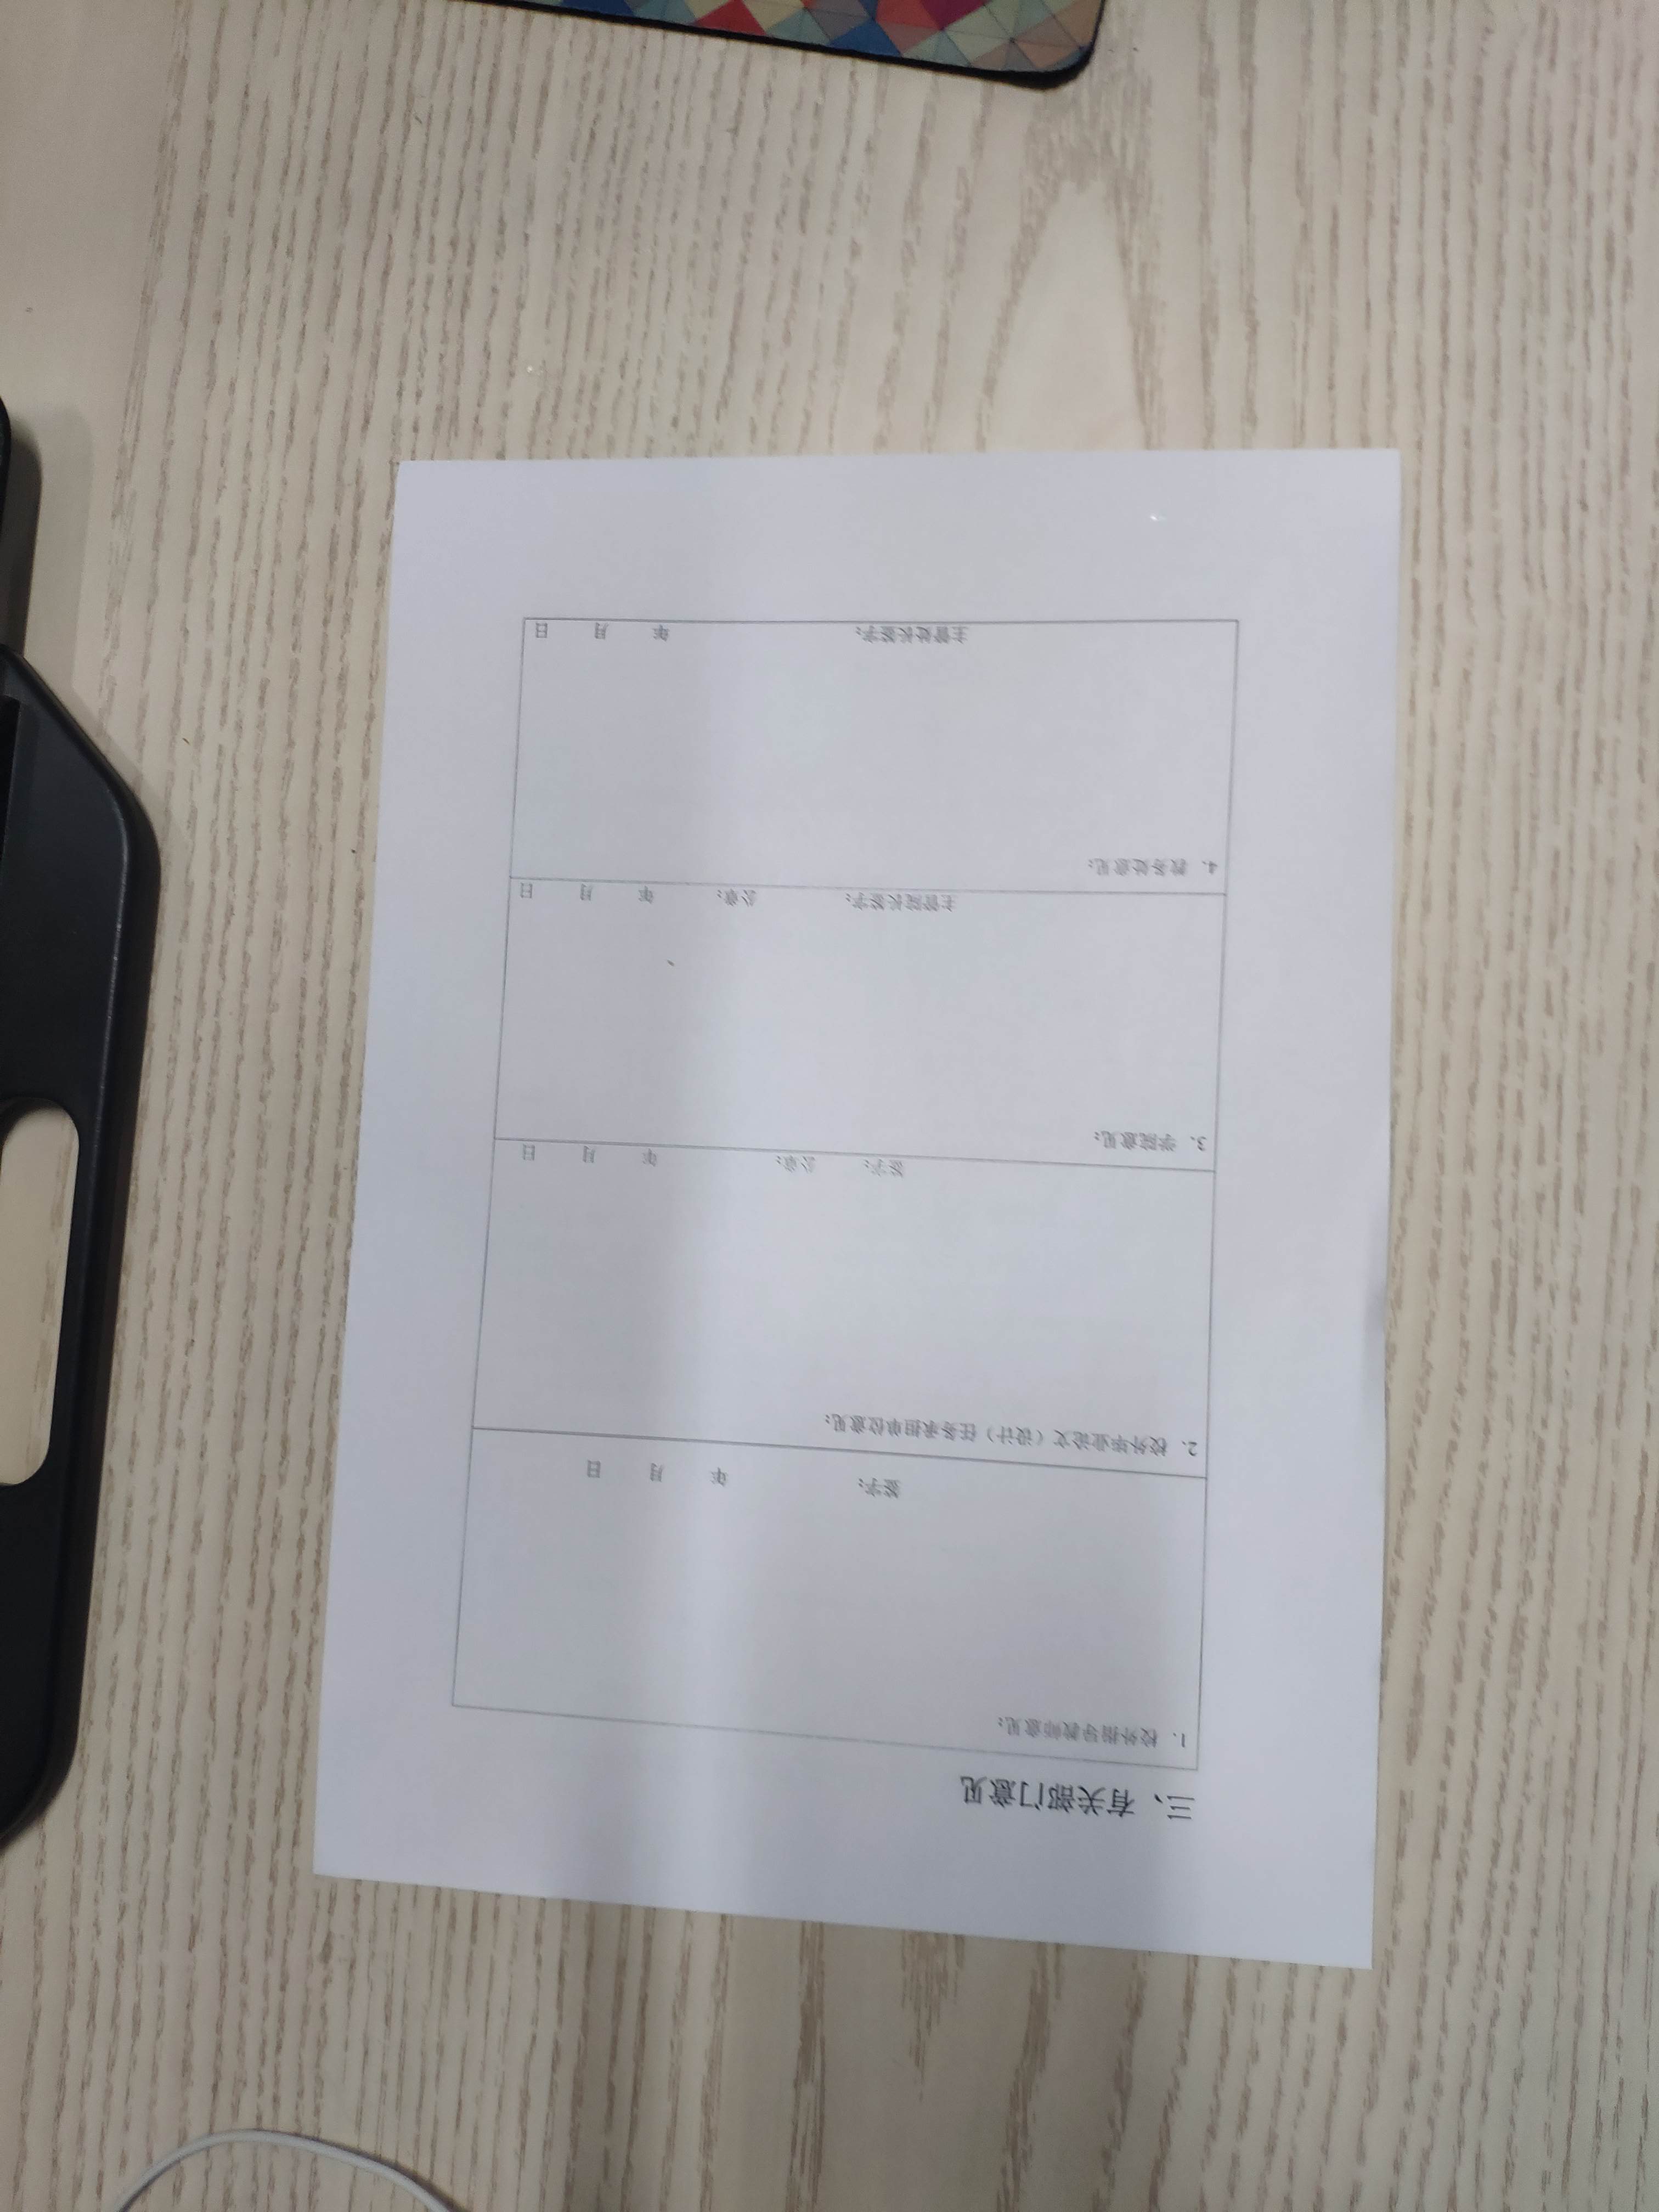 三、有关部门意见
1. 校外指导教师意见：
签字： 年 月 日
2. 校外毕业论文（设计）任务承担单位意见：
签字： 公章： 年 月 日
3. 学院意见：
主管院长签字： 公章： 年 月 日
4. 教务处意见：
主管处长签字： 年 月 日